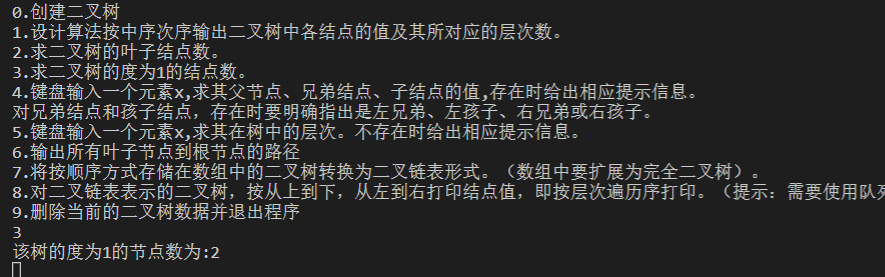 0.创建二叉树
1.设计算法按中序次序输出二叉树中各结点的值及其所对应的层次数。
2.求二叉树的叶子结点数。
3.求二叉树的度为1的结点数。
4.键盘输入一个元素x,求其父节点、兄弟结点、子结点的值,存在时给出相应提示信息。
对兄弟结点和孩子结点，存在时要明确指出是左兄弟、左孩子、右兄弟或右孩子。
5.键盘输入一个元素x,求其在树中的层次。不存在时给出相应提示信息。
6.输出所有叶子节点到根节点的路径
7.将按顺序方式存储在数组中的二叉树转换为二叉链表形式。（数组中要扩展为完全二叉树）。
8.对二叉链表表示的二叉树，按从上到下，从左到右打印结点值，即按层次遍历序打印。（提示：需要使用队
9.删除当前的二叉树数据并退出程序
3
该树的度为1的节点数为:2